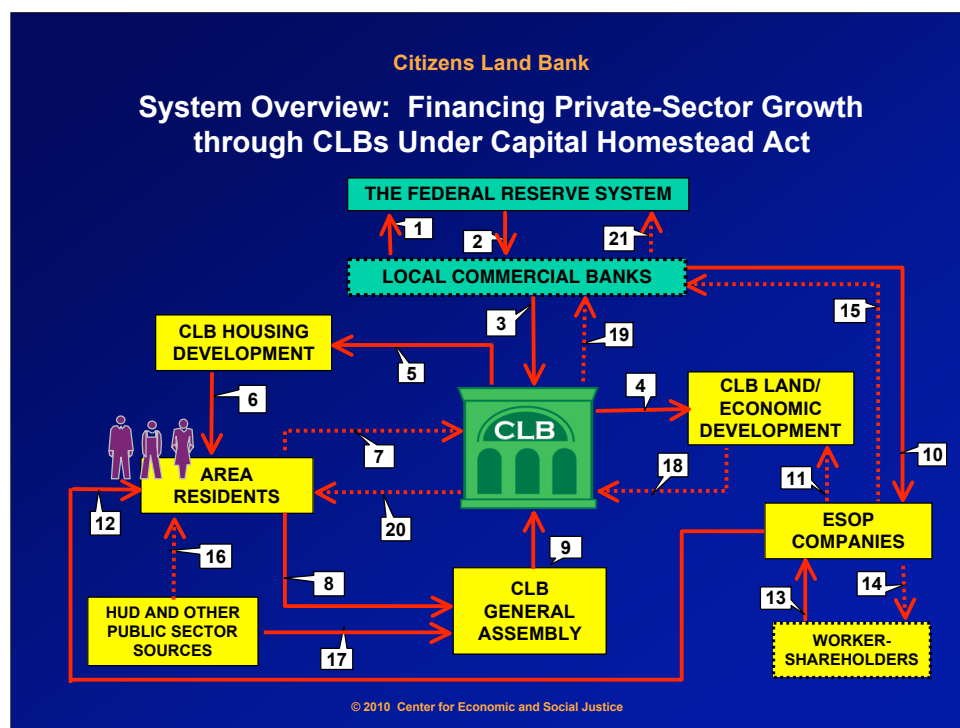 Citizens Land Bank
System Overview:  Financing Private-Sector Growth
through CLBs Under Capital Homestead Act
THE FEDERAL RESERVE SYSTEM
1
2
21
LOCAL COMMERCIAL BANKS
3
19
15
CLB HOUSING
DEVELOPMENT
5
4
CLB LAND/
ECONOMIC
DEVELOPMENT
6
CLB
7
10
AREA
RESIDENTS
18
11
12
20
ESOP
COMPANIES
16
9
8
CLB
GENERAL
ASSEMBLY
14
13
HUD AND OTHER
PUBLIC SECTOR
SOURCES
17
WORKER-
SHAREHOLDERS
© 2010  Center for Economic and Social Justice